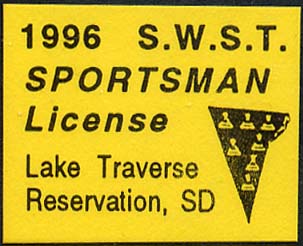 1996 S.W.S.T.
SPORTSMAN
License
Lake Traverse
Reservation, SD